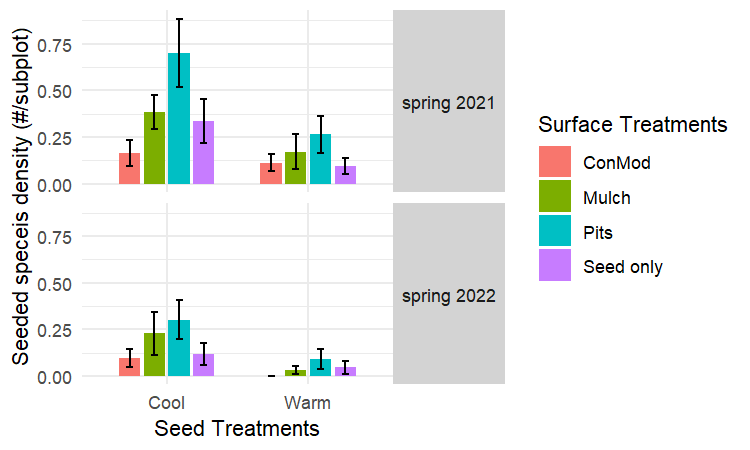 Seeded speceis density (#/subplot)
0.75
0.50
0.25
0.00
spring 2021
0.75
0.50
0.25
0.00
spring 2022
Cool
Warm
Seed Treatments
Surface Treatments
ConMod
Mulch
Pits
Seed only